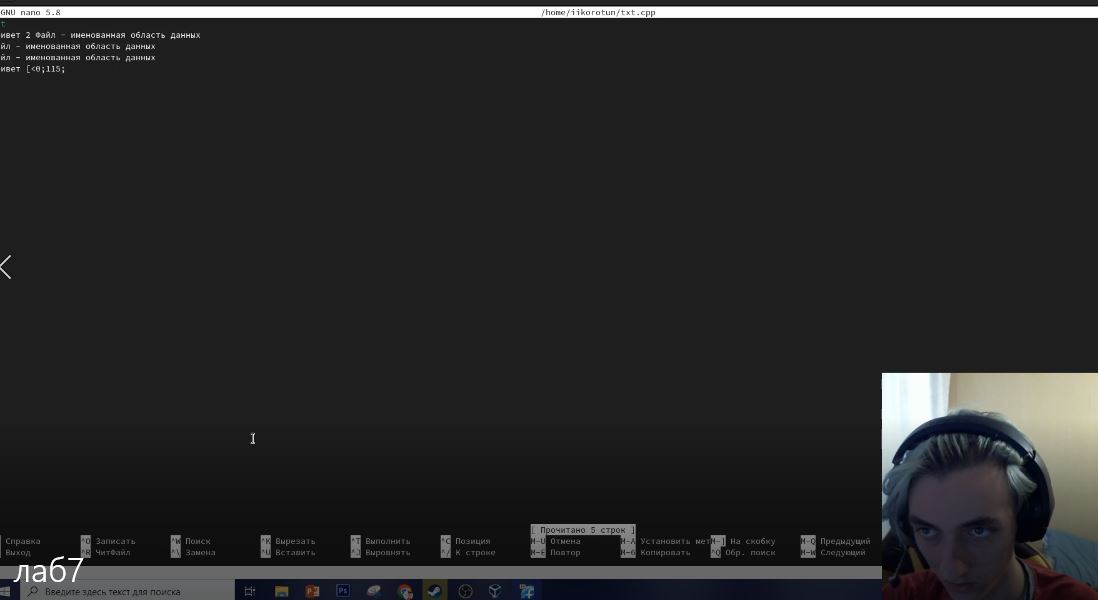 GNU nano 5.8 /home/iikorotun/txt.cpp
t
ивет 2 Файл – именованная область данных
йл – именованная область данных
йл – именованная область данных
ивет [<0;115;
[ Прочитано 5 строк ]
Справка ^O Записать ^W Поиск ^K Вырезать ^T Выполнить ^C Позиция M-U Отмена M-A Установить мет M-] На скобку M-Q Предыдущий
Выход ^R ЧитФайл ^\ Замена ^U Вставить ^J Выровнять ^/ К строке M-E Повтор M-6 Копировать ^Q Обр. поиск M-W Следующий
лаб7
Введите здесь текст для поиска